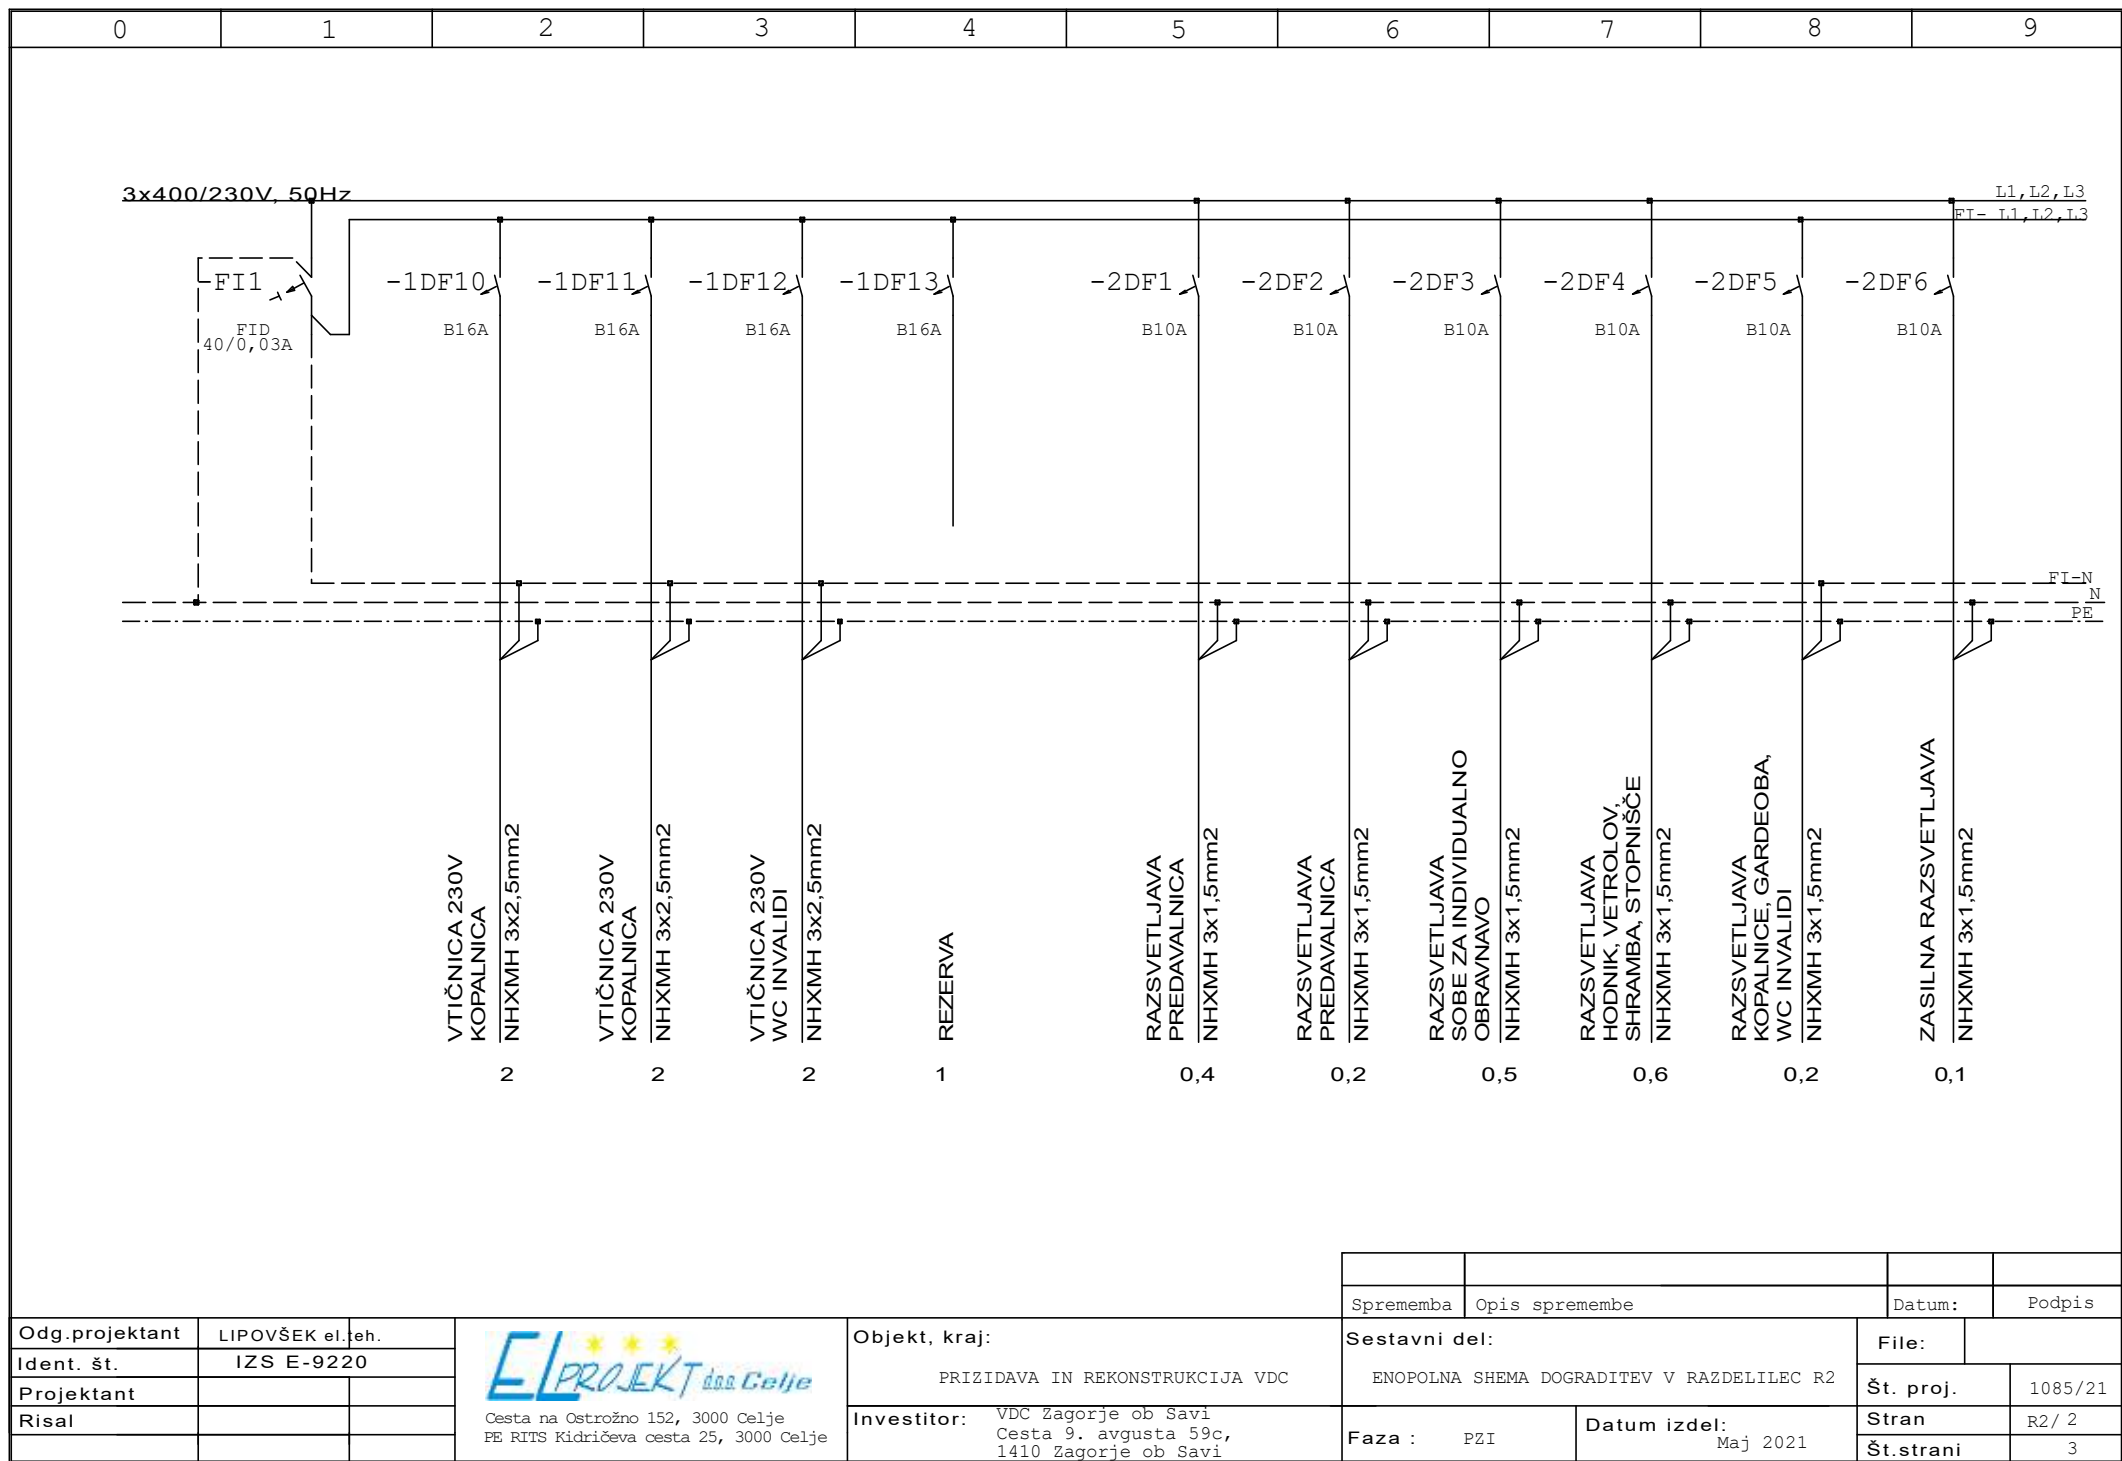 0 1 2 3 4 5 6 7 8 9
3x400/230V, 50Hz
L1,L2,L3
FI- L1,L2,L3
-FI1 -1DF10 -1DF11 -1DF12 -1DF13 -2DF1 -2DF2 -2DF3 -2DF4 -2DF5 -2DF6
FID
40/0,03A
B16A B16A B16A B16A B10A B10A B10A B10A B10A B10A
FI-N
N
PE
VTIČNICA 230V
KOPALNICA
NHXMH 3x2,5mm2
VTIČNICA 230V
KOPALNICA
NHXMH 3x2,5mm2
VTIČNICA 230V
WC INVALIDI
NHXMH 3x2,5mm2
REZERVA
RAZSVETLJAVA
PREDAVALNICA
NHXMH 3x1,5mm2
RAZSVETLJAVA
PREDAVALNICA
NHXMH 3x1,5mm2
RAZSVETLJAVA
SOBE ZA INDIVIDUALNO
OBRAVNAVO
NHXMH 3x1,5mm2
RAZSVETLJAVA
HODNIK, VETROLOV,
SHRAMBA, STOPNIŠČE
NHXMH 3x1,5mm2
RAZSVETLJAVA
KOPALNICE, GARDEOBA,
WC INVALIDI
NHXMH 3x1,5mm2
ZASILNA RAZSVETLJAVA
NHXMH 3x1,5mm2
2 2 2 1 0,4 0,2 0,5 0,6 0,2 0,1
Sprememba Opis spremembe Datum: Podpis
Odg.projektant LIPOVŠEK el.teh.
Ident. št. IZS E-9220
Projektant
Risal
ELPROJEKT d.o.o. Celje
Cesta na Ostrožno 152, 3000 Celje
PE RITS Kidričeva cesta 25, 3000 Celje
Objekt, kraj:
PRIZIDAVA IN REKONSTRUKCIJA VDC
Investitor: VDC Zagorje ob Savi
Cesta 9. avgusta 59c,
1410 Zagorje ob Savi
Sestavni del:
ENOPOLNA SHEMA DOGRADITEV V RAZDELILEC R2
Faza : PZI
Datum izdel:
Maj 2021
File:
Št. proj. 1085/21
Stran R2/ 2
Št.strani 3